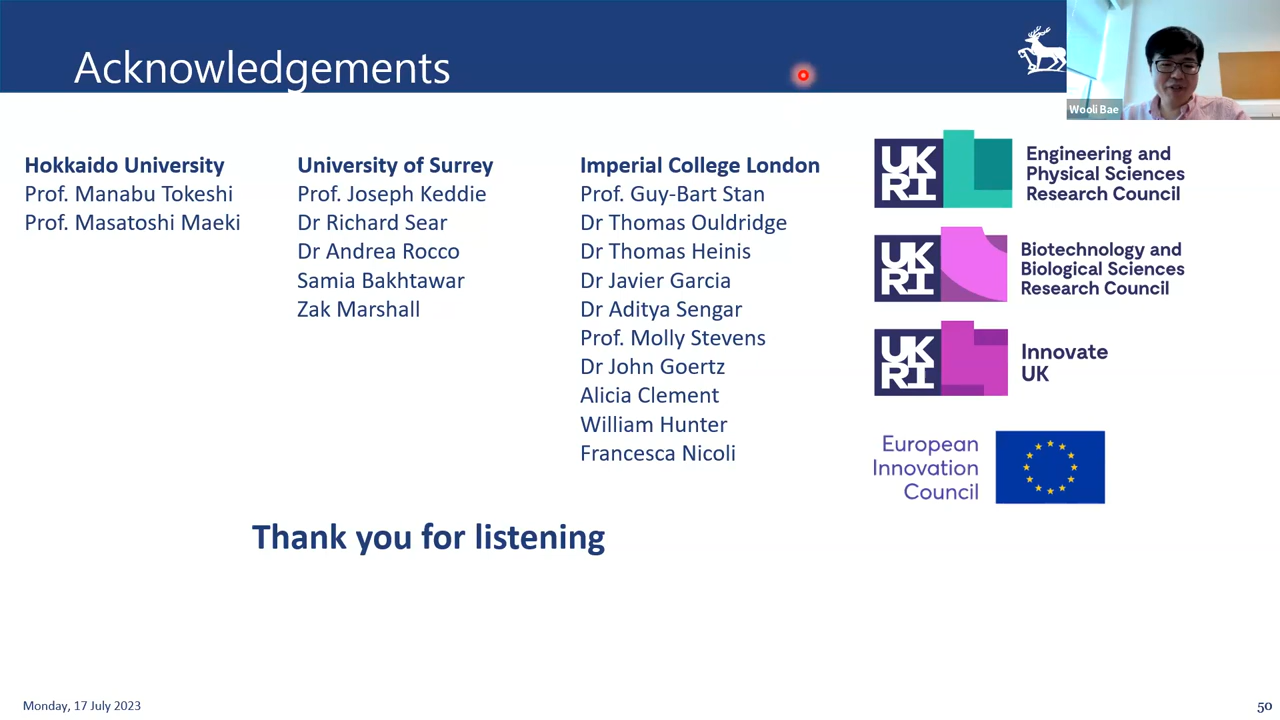 Acknowledgements
Wooli Bae
Hokkaido University
Prof. Manabu Tokeshi
Prof. Masatoshi Maeki
University of Surrey
Prof. Joseph Keddie
Dr Richard Sear
Dr Andrea Rocco
Samia Bakhtawar
Zak Marshall
Imperial College London
Prof. Guy-Bart Stan
Dr Thomas Ouldridge
Dr Thomas Heinis
Dr Javier Garcia
Dr Aditya Sengar
Prof. Molly Stevens
Dr John Goertz
Alicia Clement
William Hunter
Francesca Nicoli
UK
RI
Engineering and
Physical Sciences
Research Council
UK
RI
Biotechnology and
Biological Sciences
Research Council
UK
RI
Innovate
UK
European
Innovation
Council
Thank you for listening
Monday, 17 July 2023
50